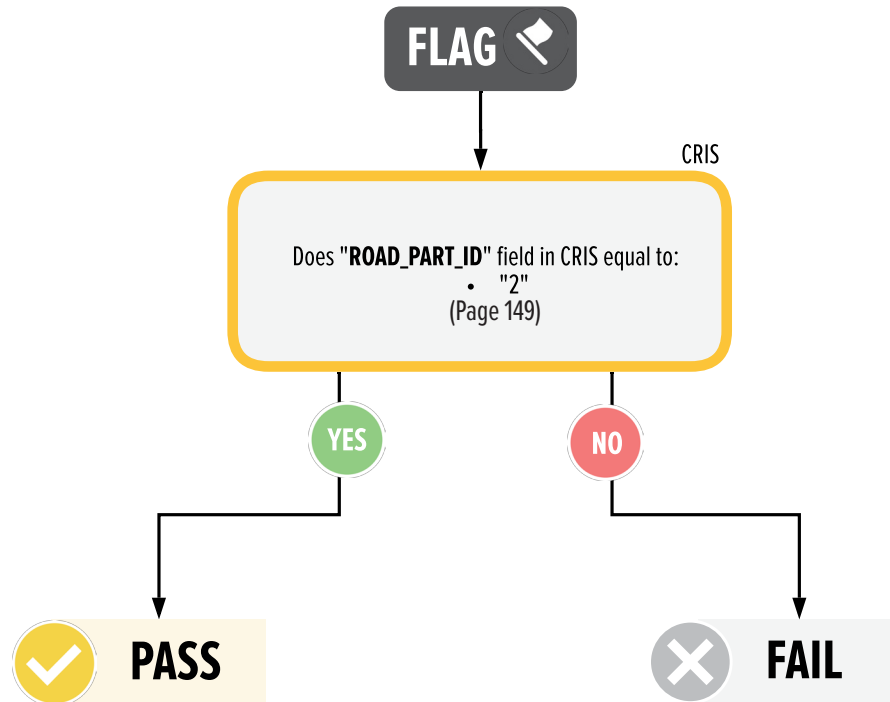 FLAG
CRIS
Does "ROAD_PART_ID" field in CRIS equal to:
• "2"
(Page 149)
YES
NO
PASS
FAIL